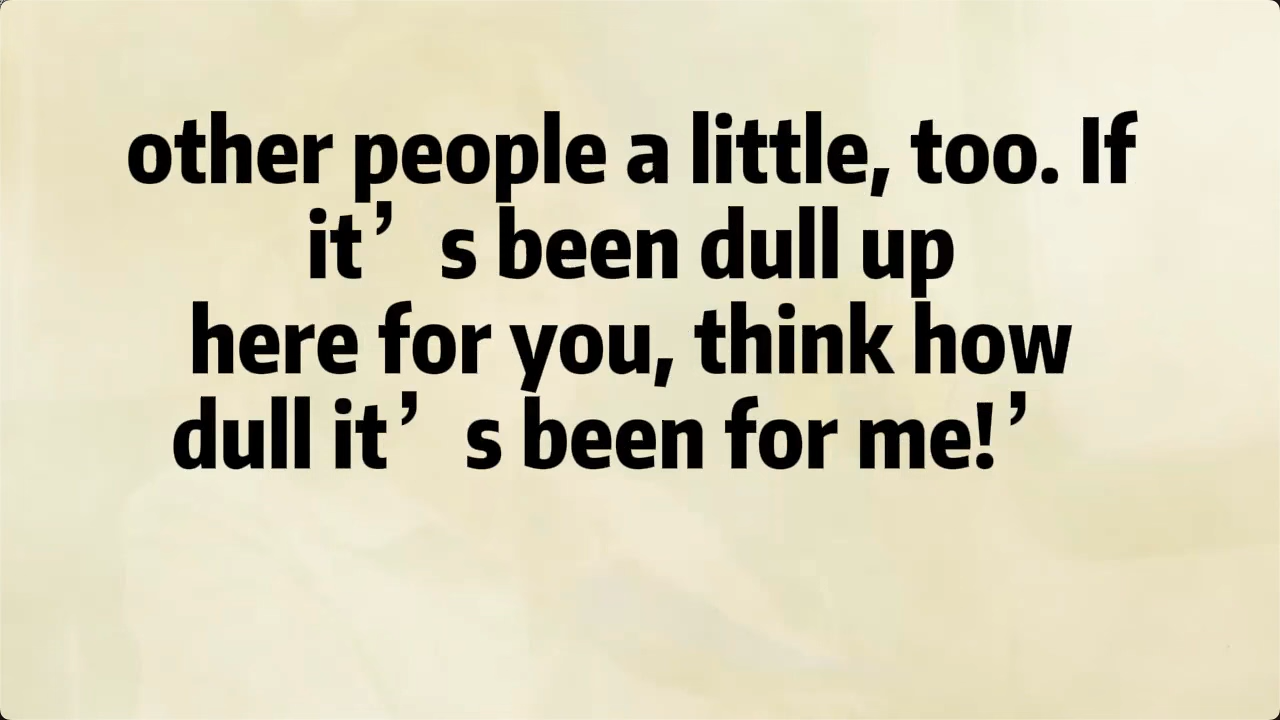 other people a little, too. If
it’s been dull up
here for you, think how
dull it’s been for me!’